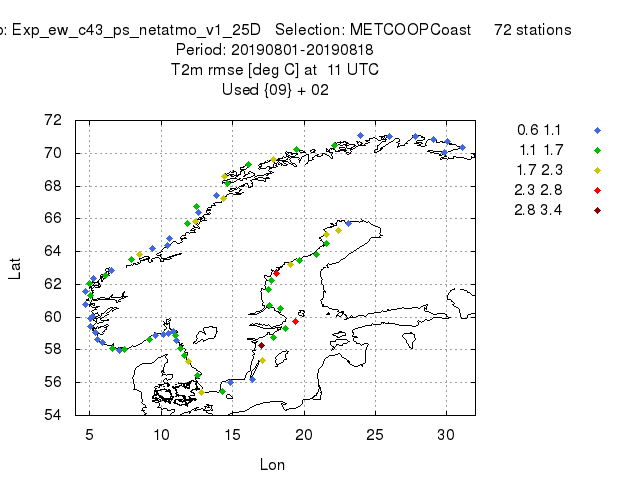 o: Exp_ew_c43_ps_netatmo_v1_25D Selection: METCOOPCoast 72 stations
Period: 20190801-20190818
T2m rmse [deg C] at 11 UTC
Used {09} + 02
72
70
68
66
64
62
60
58
56
54
Lat
5 10 15 20 25 30
Lon
0.6 1.1
1.1 1.7
1.7 2.3
2.3 2.8
2.8 3.4